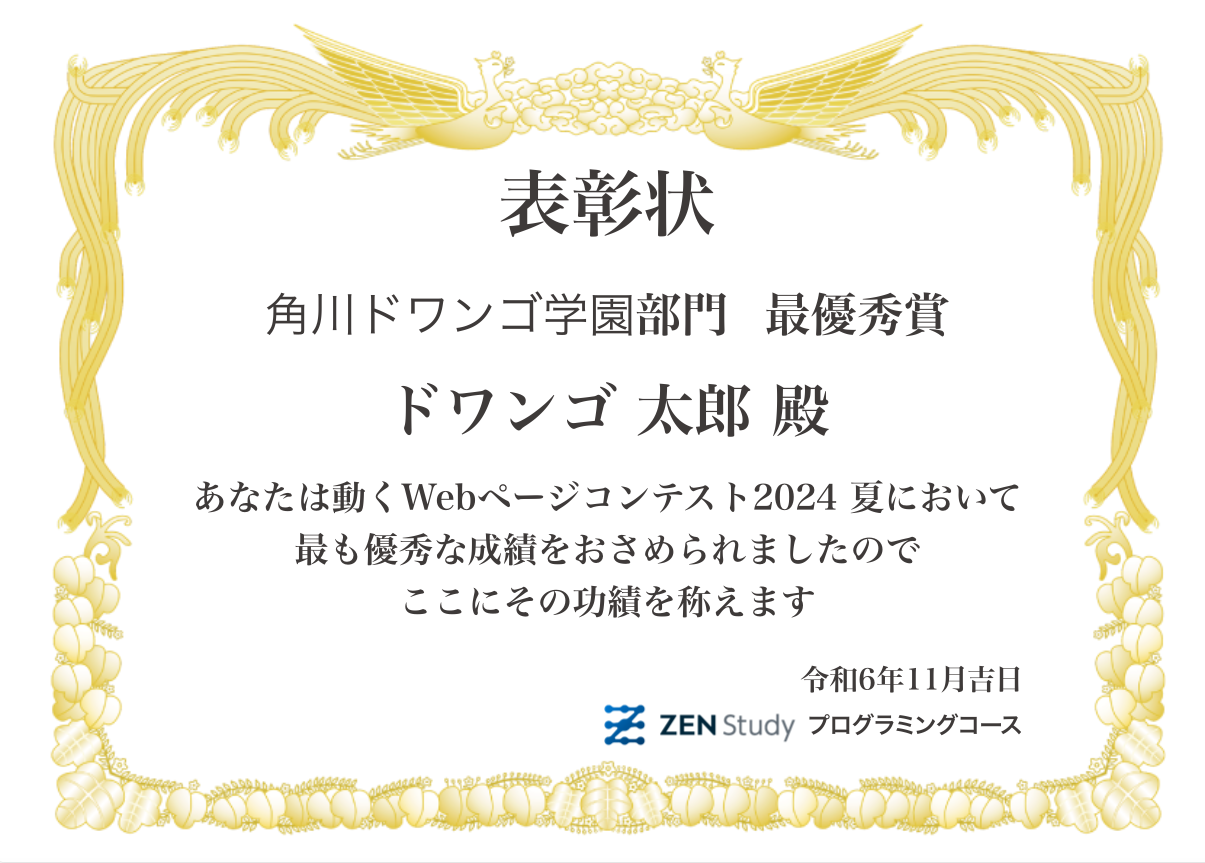 表彰状
角川ドワンゴ学園部門 最優秀賞
ドワンゴ 太郎 殿
あなたは動くWebページコンテスト2024 夏において
最も優秀な成績をおさめられましたので
ここにその功績を称えます
令和6年11月吉日
ZEN Study プログラミングコース